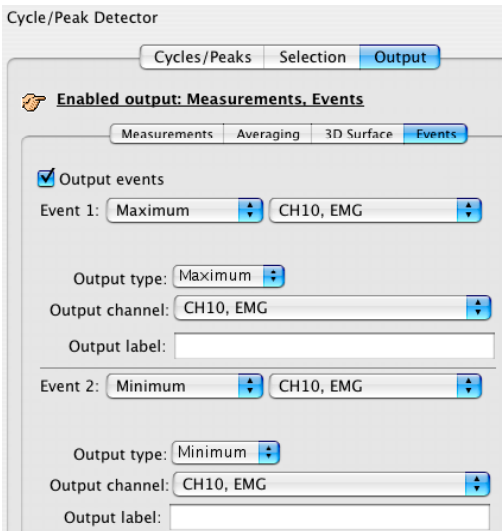 Cycle/Peak Detector
Cycles/Peaks Selection Output
Enabled output: Measurements, Events
Measurements Averaging 3D Surface Events
Output events
Event 1: Maximum CH10, EMG
Output type: Maximum
Output channel: CH10, EMG
Output label:
Event 2: Minimum CH10, EMG
Output type: Minimum
Output channel: CH10, EMG
Output label: